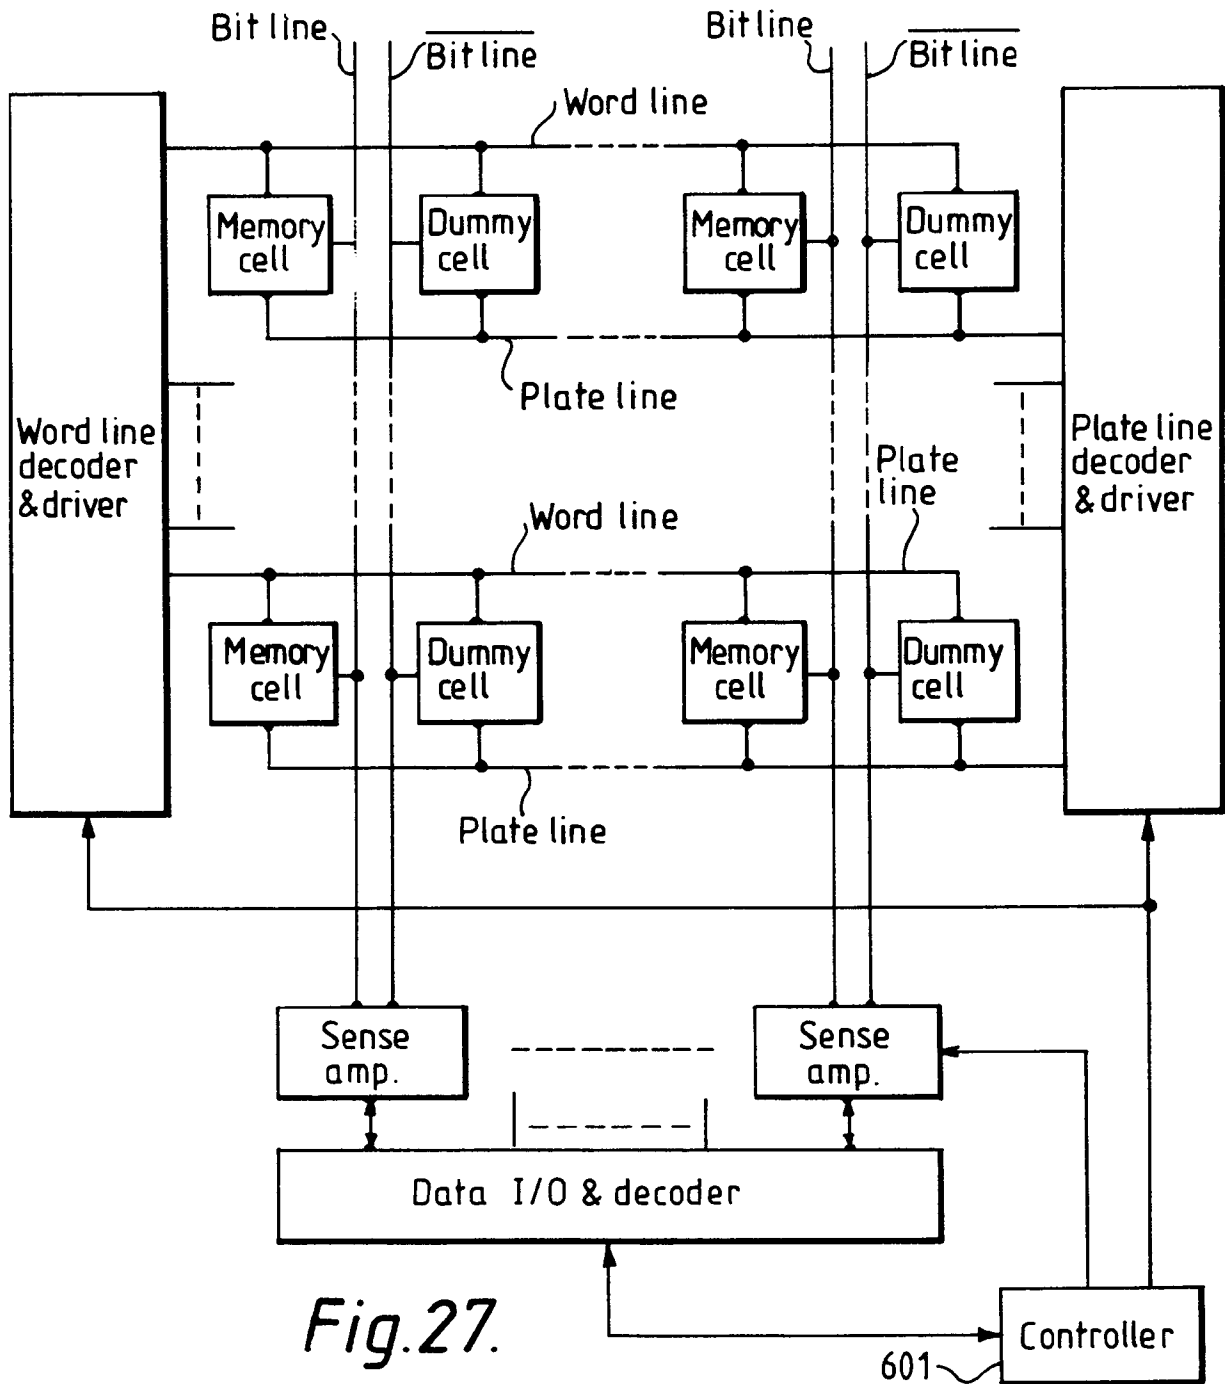 Bit line
Bit line
Bit line
Bit line
Word line
Memory
cell
Dummy
cell
Memory
cell
Dummy
cell
Plate line
Word line
decoder
& driver
Plate line
decoder
& driver
Plate
line
Word line
Memory
cell
Dummy
cell
Memory
cell
Dummy
cell
Plate line
Sense
amp.
Sense
amp.
Data I/O & decoder
Fig.27.
Controller
601